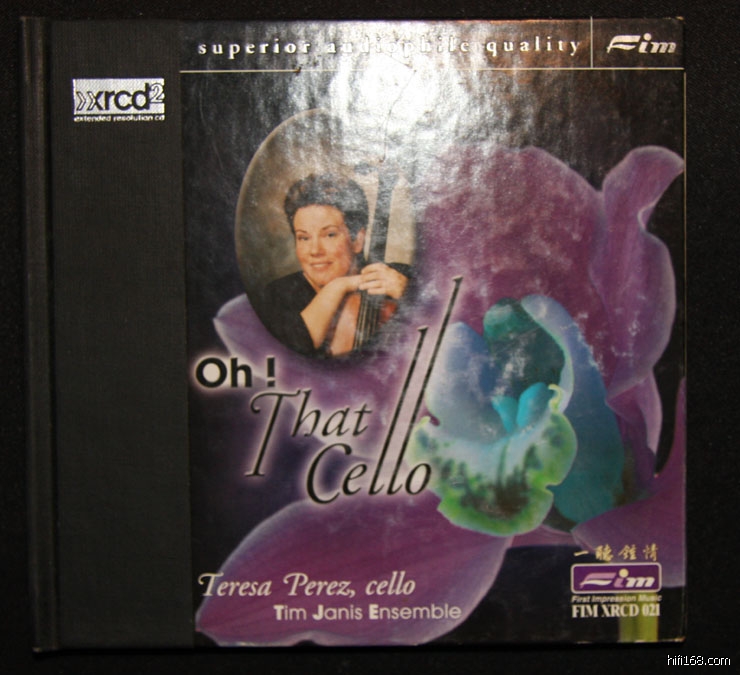 superior audiophile quality
Fim
xrcd2
extended resolution cd
Oh !
That
Cello
Teresa Perez, cello
Tim Janis Ensemble
一聽鍾情
Fim
First Impression Music
FIM XRCD 021
hifi168.com